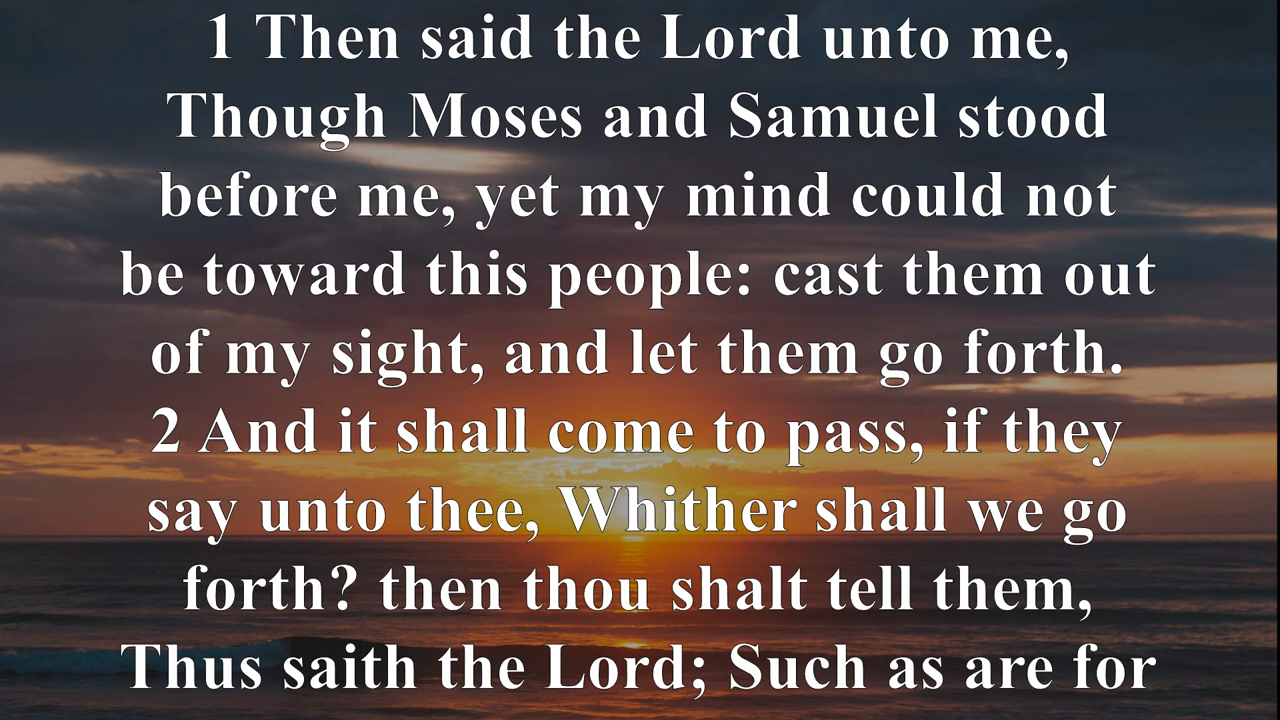 1 Then said the Lord unto me,
Though Moses and Samuel stood
before me, yet my mind could not
be toward this people: cast them out
of my sight, and let them go forth.
2 And it shall come to pass, if they
say unto thee, Whither shall we go
forth? then thou shalt tell them,
Thus saith the Lord; Such as are for